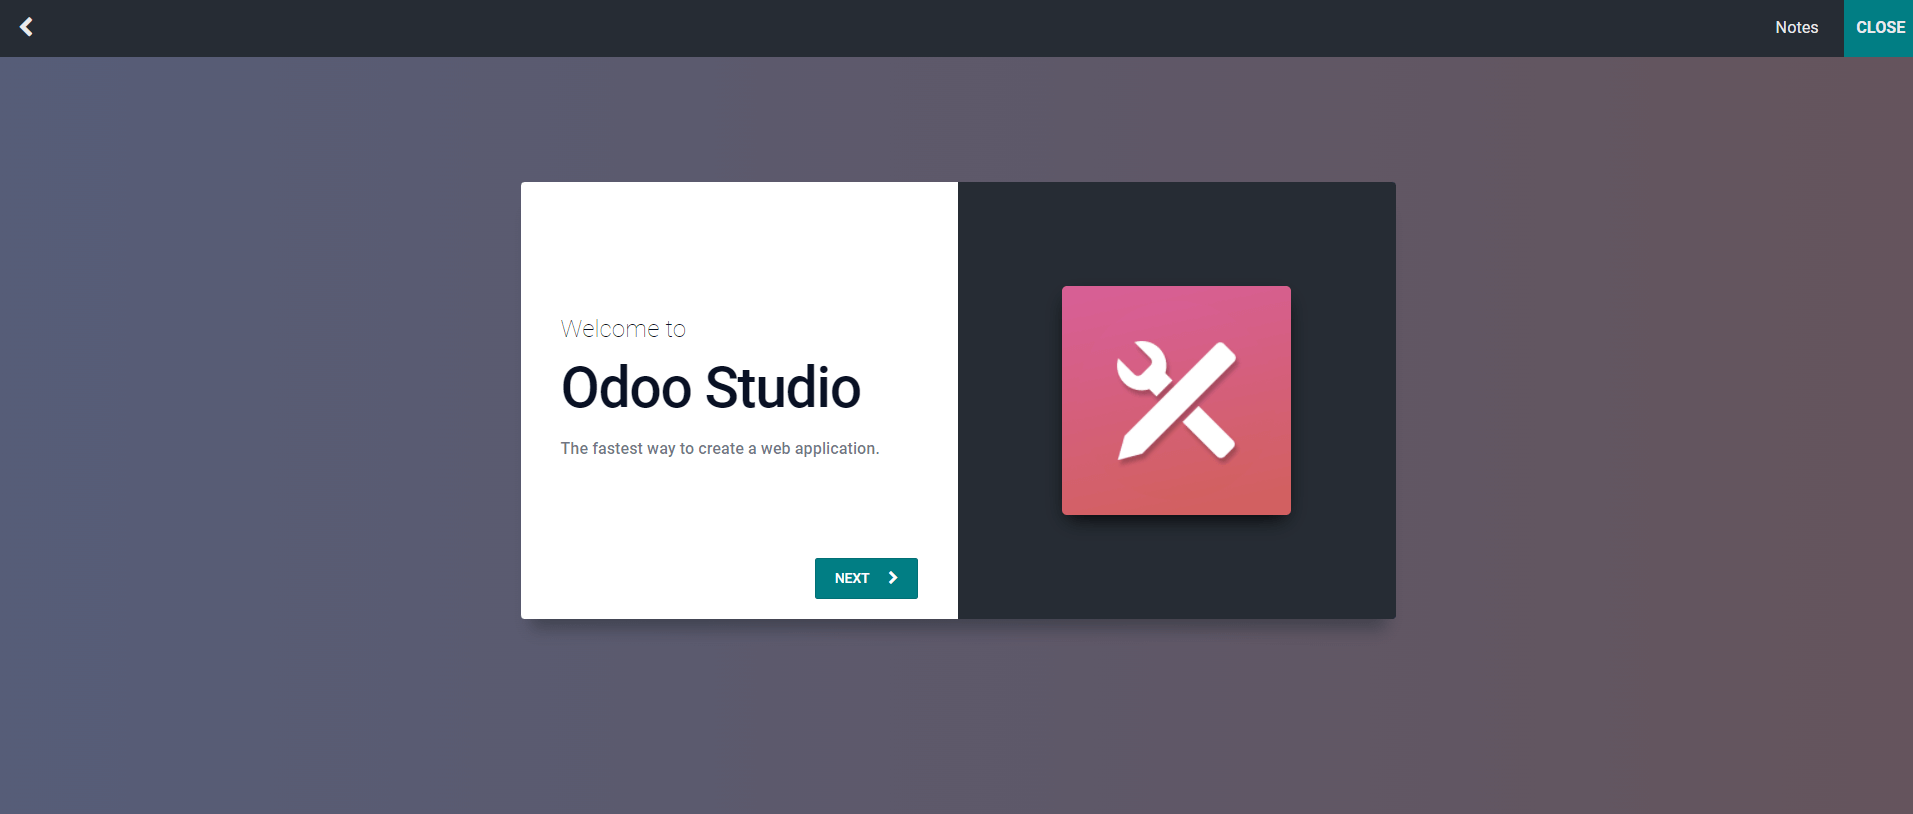 Notes
CLOSE
Welcome to
Odoo Studio
The fastest way to create a web application.
NEXT